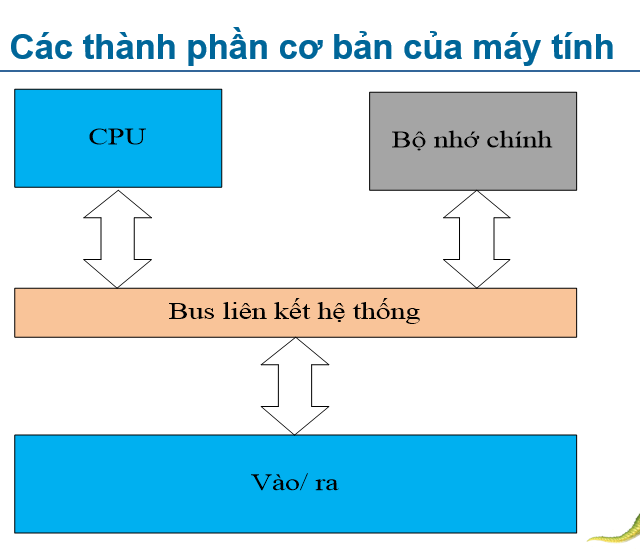 Các thành phần cơ bản của máy tính
CPU
Bộ nhớ chính
Bus liên kết hệ thống
Vào/ ra